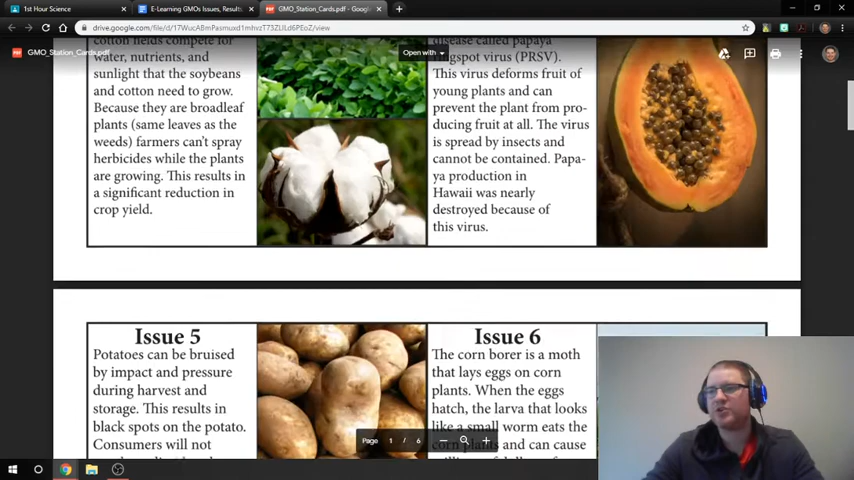 1st Hour Science
E-Learning GMOs Issues, Results
GMO_Station_Cards.pdf - Google
drive.google.com/file/d/17WucABmPasmuxd1mhvzT73ZLILd6PEoZ/view
GMO_Station_Cards.pdf
Open with
cotton fields compete for
water, nutrients, and
sunlight that the soybeans
and cotton need to grow.
Because they are broadleaf
plants (same leaves as the
weeds) farmers can't spray
herbicides while the plants
are growing. This results in
a significant reduction in
crop yield.
disease called papaya
ringspot virus (PRSV).
This virus deforms fruit of
young plants and can
prevent the plant from pro-
ducing fruit at all. The virus
is spread by insects and
cannot be contained. Papa-
ya production in
Hawaii was nearly
destroyed because of
this virus.
Issue 5
Potatoes can be bruised
by impact and pressure
during harvest and
storage. This results in
black spots on the potato.
Consumers will not
Issue 6
The corn borer is a moth
that lays eggs on corn
plants. When the eggs
hatch, the larva that looks
like a small worm eats the
corn plants and can cause
Page 1 / 6